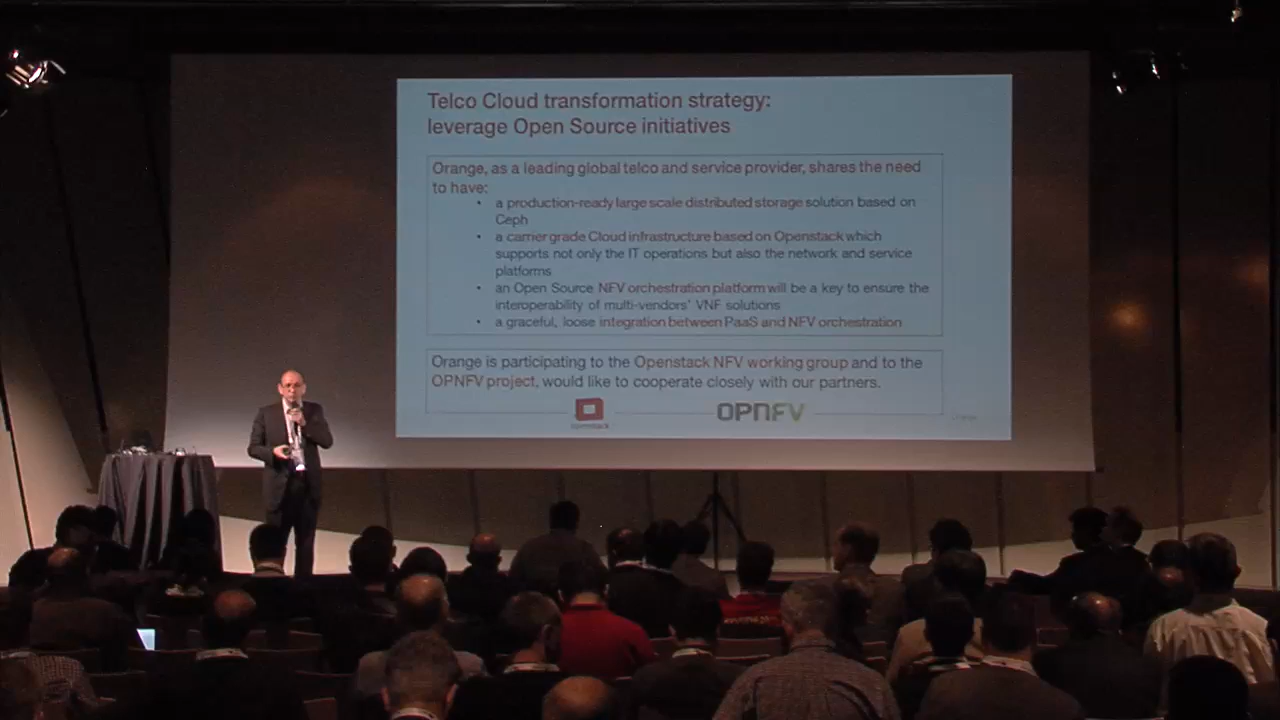 Telco Cloud transformation strategy:
leverage Open Source initiatives
Orange, as a leading global telco and service provider, shares the need
to have:
• a production-ready large scale distributed storage solution based on
Ceph
• a carrier grade Cloud infrastructure based on Openstack which
supports not only the IT operations but also the network and service
platforms
• an Open Source NFV orchestration platform will be a key to ensure the
interoperability of multi-vendors' VNF solutions
• a graceful, loose integration between PaaS and NFV orchestration
Orange is participating to the Openstack NFV working group and to the
OPNFV project, would like to cooperate closely with our partners.
openstack
OPNFV